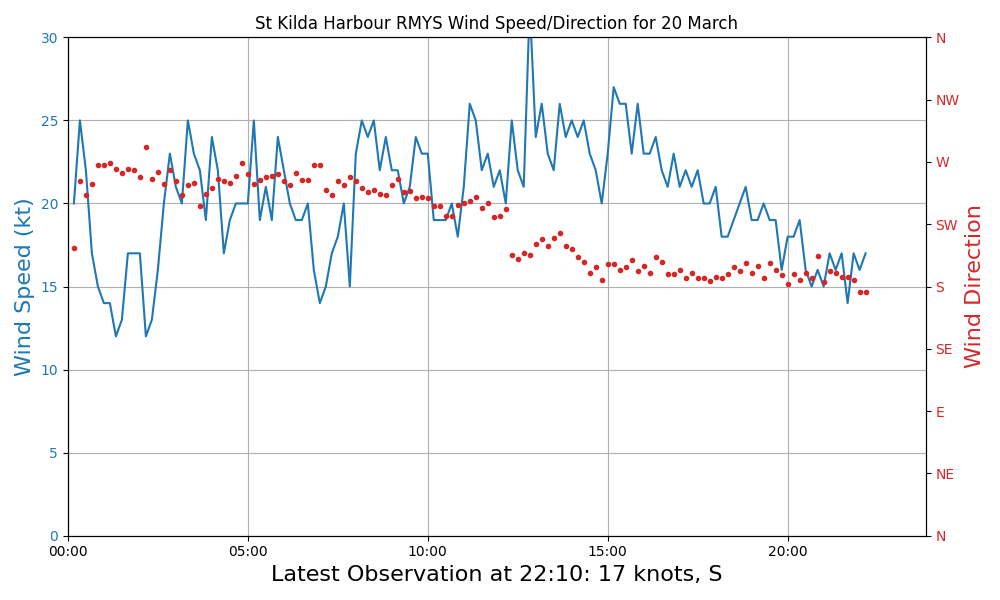 St Kilda Harbour RMYS Wind Speed/Direction for 20 March
30
25
20
15
10
5
0
Wind Speed (kt)
N
NW
W
SW
S
SE
E
NE
N
Wind Direction
00:00 05:00 10:00 15:00 20:00
Latest Observation at 22:10: 17 knots, S